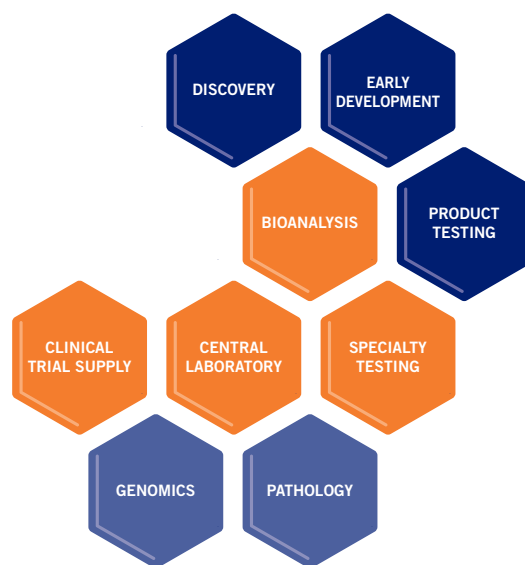 DISCOVERY
EARLY
DEVELOPMENT
BIOANALYSIS
PRODUCT
TESTING
CLINICAL
TRIAL SUPPLY
CENTRAL
LABORATORY
SPECIALTY
TESTING
GENOMICS
PATHOLOGY